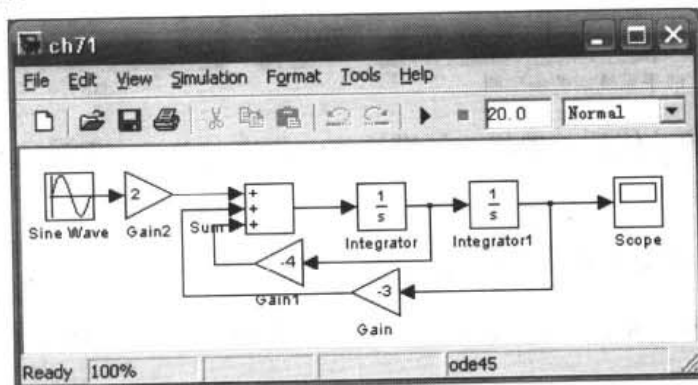 ch71
File Edit View Simulation Format Tools Help
20.0 Normal
2
+
+
+
1
s
1
s
Sine Wave Gain2 Sum Integrator Integrator1 Scope
-4
Gain1
-3
Gain
Ready 100% ode45